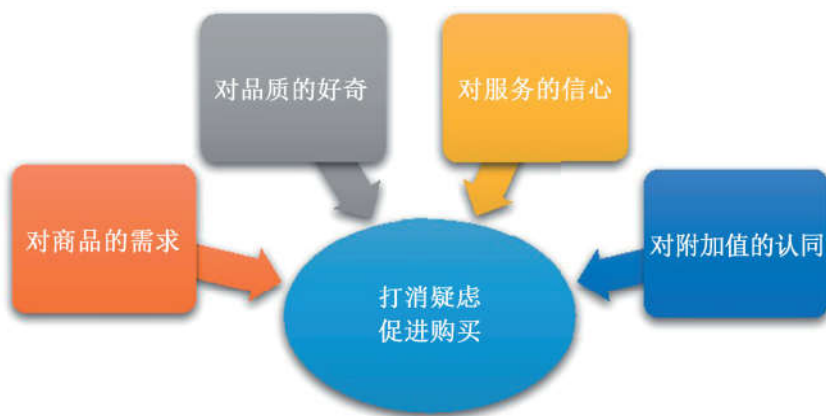 对品质的好奇
对服务的信心
对商品的需求
对附加值的认同
打消疑虑
促进购买